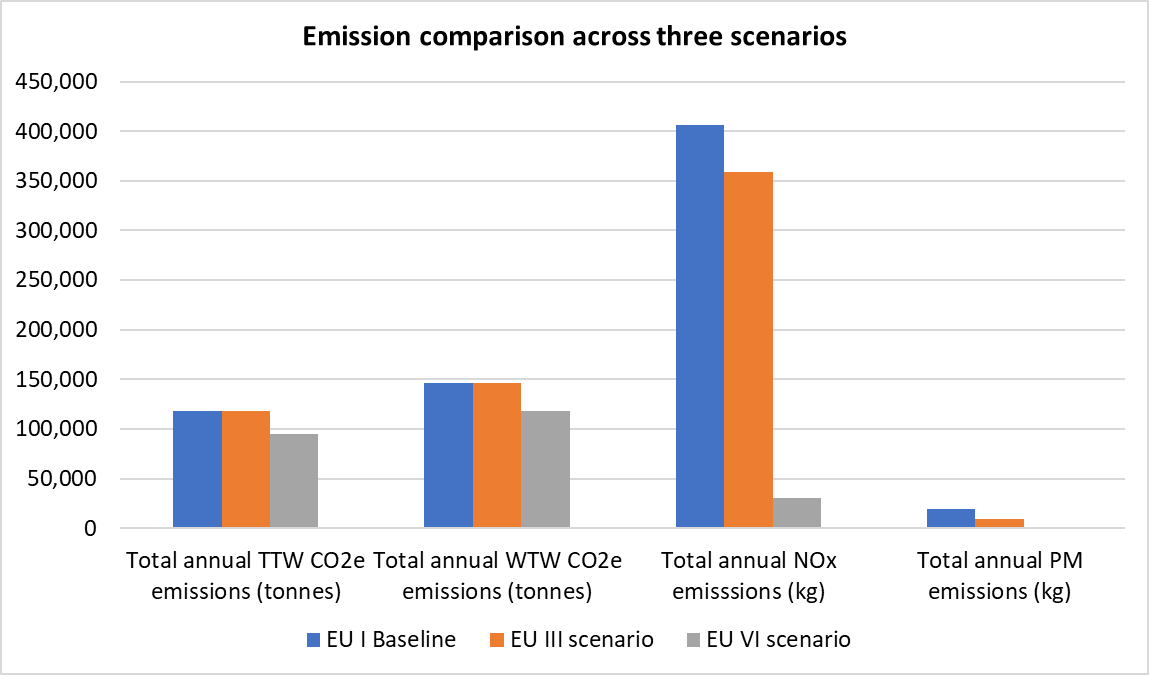 Emission comparison across three scenarios
450,000
400,000
350,000
300,000
250,000
200,000
150,000
100,000
50,000
0
Total annual TTW CO2e
emissions (tonnes)
Total annual WTW CO2e
emissions (tonnes)
Total annual NOx
emisssions (kg)
Total annual PM
emissions (kg)
EU I Baseline
EU III scenario
EU VI scenario